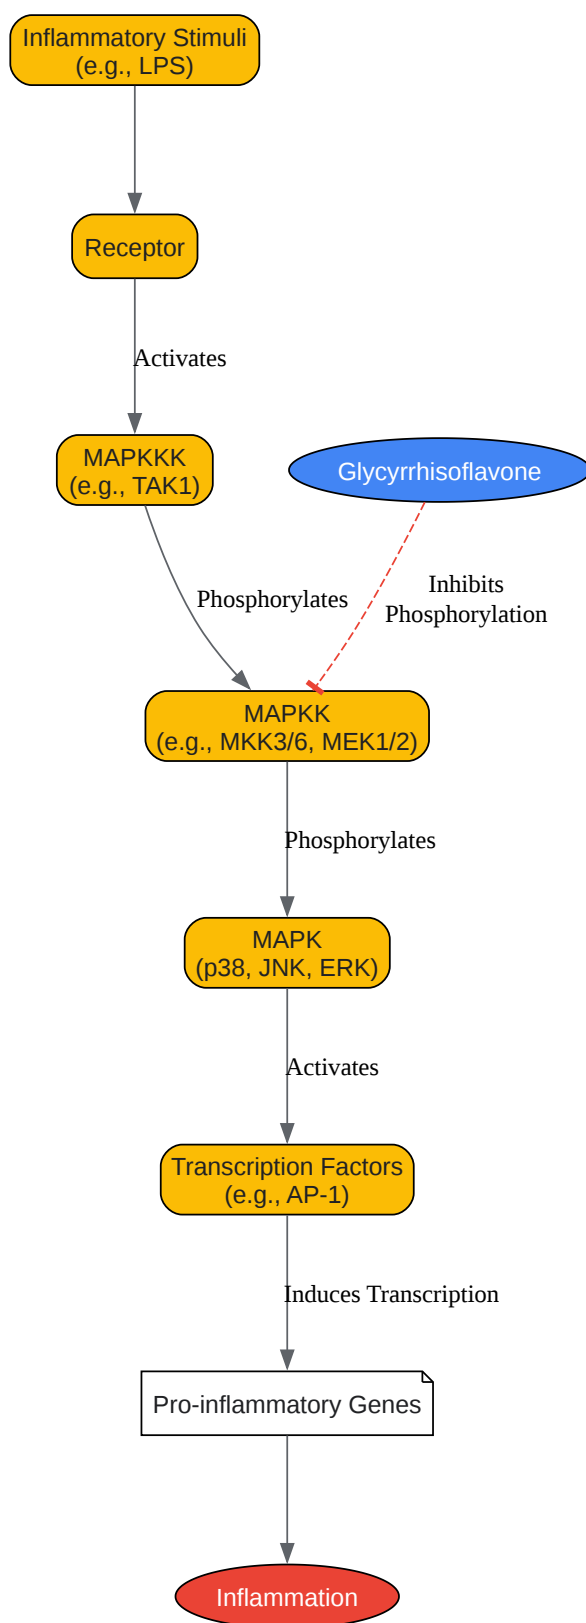 Inflammatory Stimuli
(e.g., LPS)
Receptor
Activates
MAPKKK
(e.g., TAK1)
Glycyrrhisoflavone
Phosphorylates
Inhibits
Phosphorylation
MAPKK
(e.g., MKK3/6, MEK1/2)
Phosphorylates
MAPK
(p38, JNK, ERK)
Activates
Transcription Factors
(e.g., AP-1)
Induces Transcription
Pro-inflammatory Genes
Inflammation